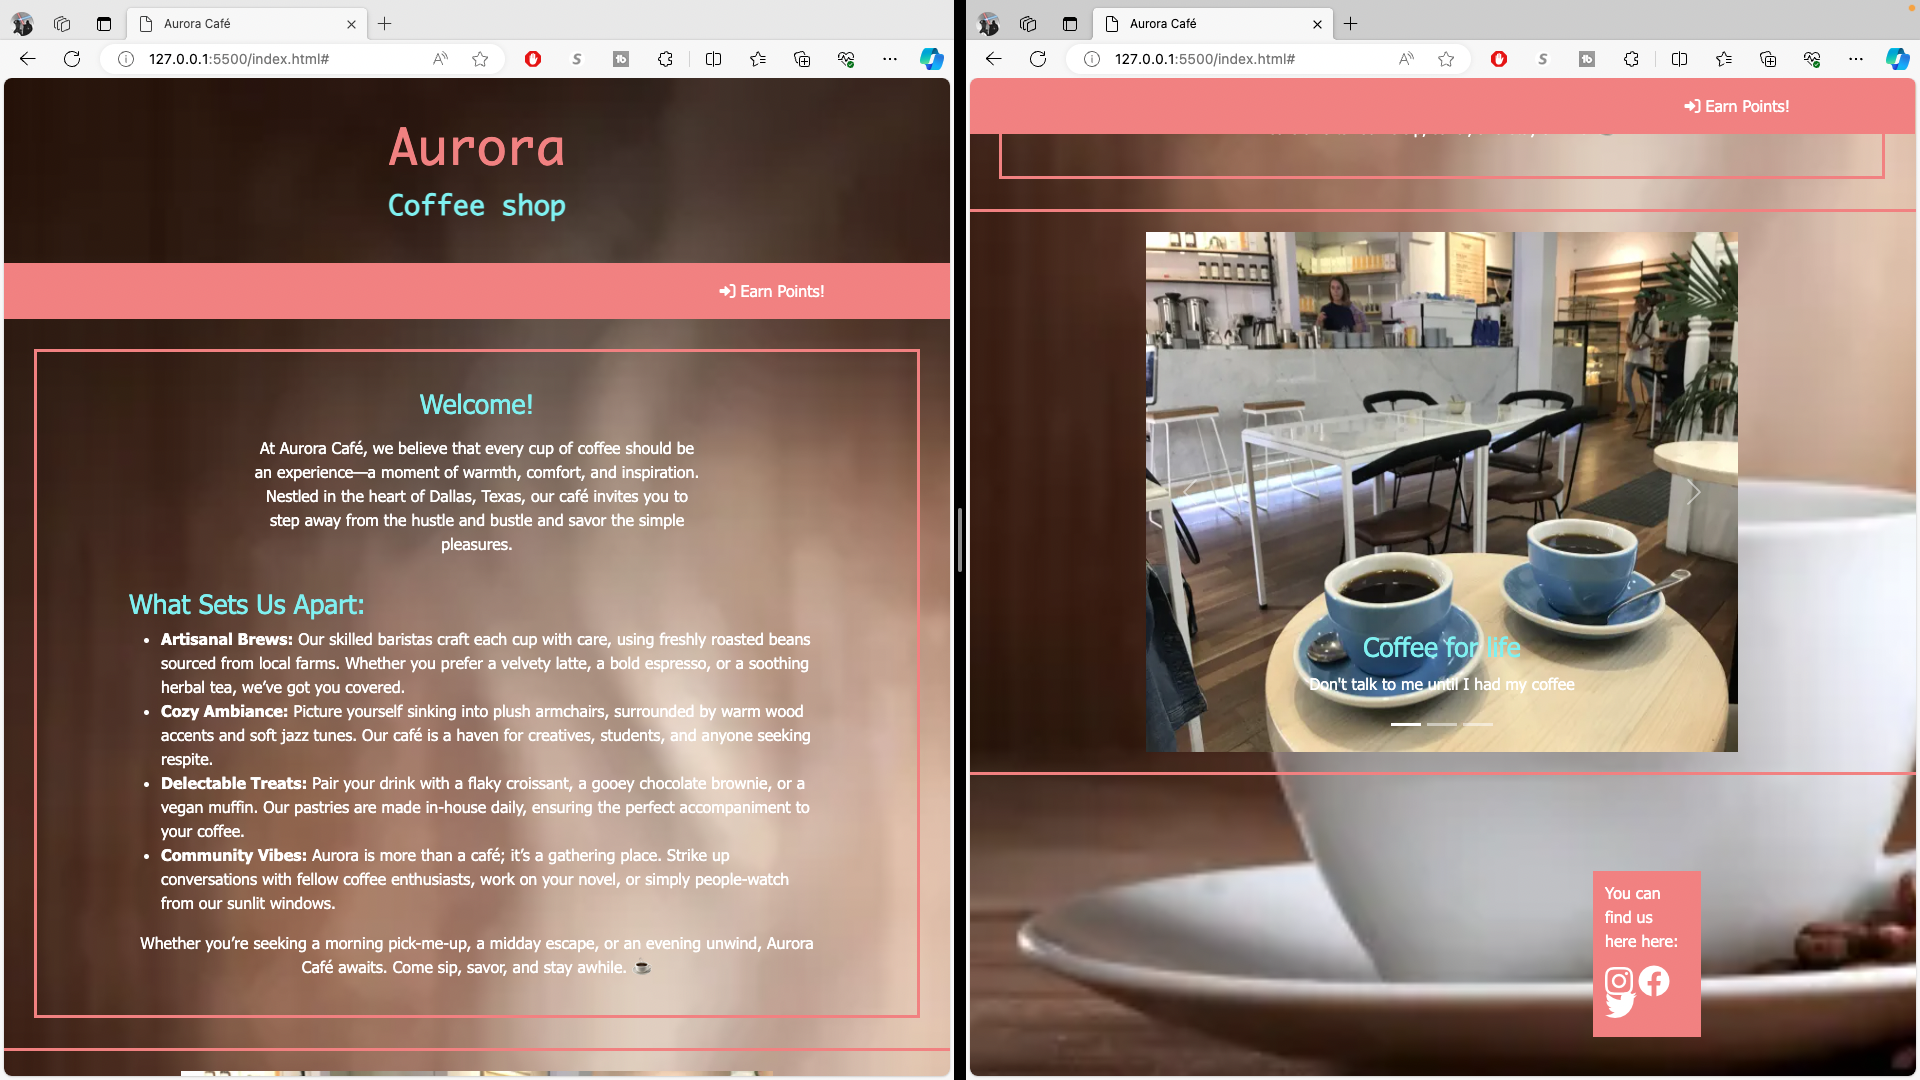 Aurora Café
127.0.0.1:5500/index.html#
Aurora
Coffee shop
Earn Points!
Welcome!
At Aurora Café, we believe that every cup of coffee should be
an experience—a moment of warmth, comfort, and inspiration.
Nestled in the heart of Dallas, Texas, our café invites you to
step away from the hustle and bustle and savor the simple
pleasures.
What Sets Us Apart:
• Artisanal Brews: Our skilled baristas craft each cup with care, using freshly roasted beans
sourced from local farms. Whether you prefer a velvety latte, a bold espresso, or a soothing
herbal tea, we’ve got you covered.
• Cozy Ambiance: Picture yourself sinking into plush armchairs, surrounded by warm wood
accents and soft jazz tunes. Our café is a haven for creatives, students, and anyone seeking
respite.
• Delectable Treats: Pair your drink with a flaky croissant, a gooey chocolate brownie, or a
vegan muffin. Our pastries are made in-house daily, ensuring the perfect accompaniment to
your coffee.
• Community Vibes: Aurora is more than a café; it’s a gathering place. Strike up
conversations with fellow coffee enthusiasts, work on your novel, or simply people-watch
from our sunlit windows.
Whether you’re seeking a morning pick-me-up, a midday escape, or an evening unwind, Aurora
Café awaits. Come sip, savor, and stay awhile. ☕
Aurora Café
127.0.0.1:5500/index.html#
Earn Points!
Coffee for life
Don't talk to me until I had my coffee
You can
find us
here here: